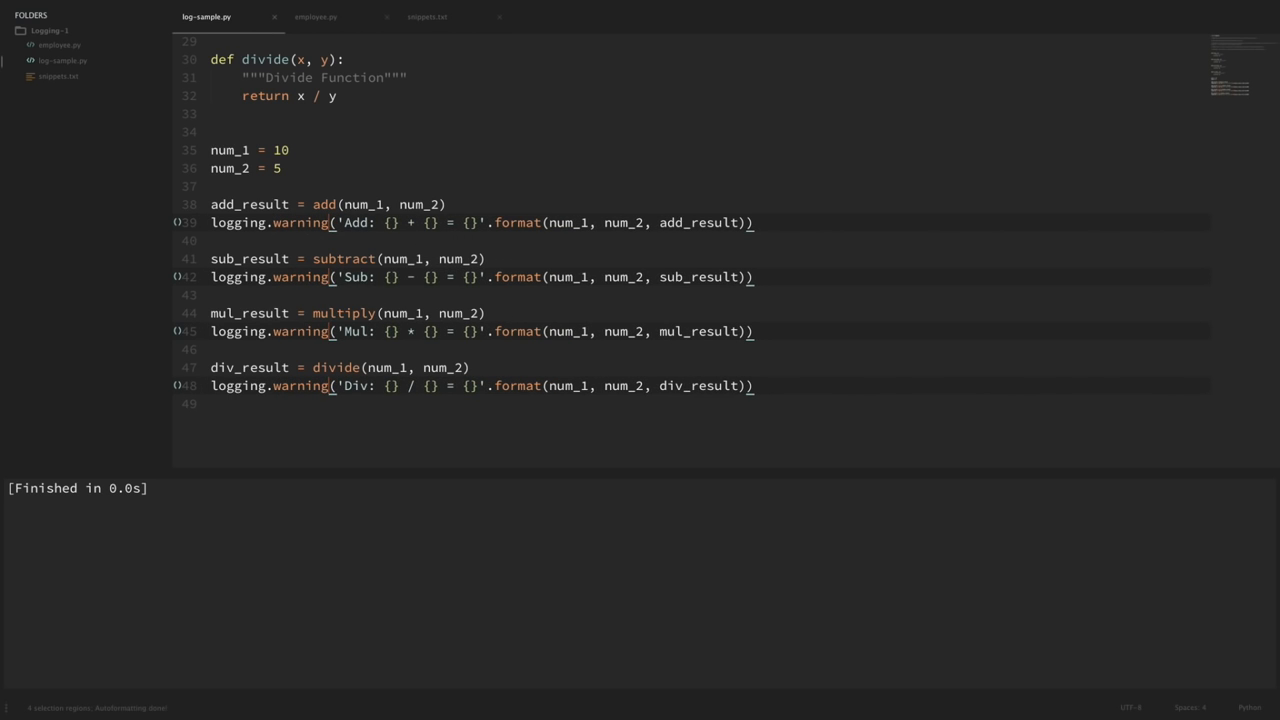 FOLDERS
Logging-1
employee.py
log-sample.py
snippets.txt
log-sample.py × employee.py × snippets.txt ×
29
30 def divide(x, y):
31 """Divide Function"""
32 return x / y
33
34
35 num_1 = 10
36 num_2 = 5
37
38 add_result = add(num_1, num_2)
39 logging.warning('Add: {} + {} = {}'.format(num_1, num_2, add_result))
40
41 sub_result = subtract(num_1, num_2)
42 logging.warning('Sub: {} - {} = {}'.format(num_1, num_2, sub_result))
43
44 mul_result = multiply(num_1, num_2)
45 logging.warning('Mul: {} * {} = {}'.format(num_1, num_2, mul_result))
46
47 div_result = divide(num_1, num_2)
48 logging.warning('Div: {} / {} = {}'.format(num_1, num_2, div_result))
49
[Finished in 0.0s]
4 selection regions; Autoformatting done! UTF-8 Spaces: 4 Python